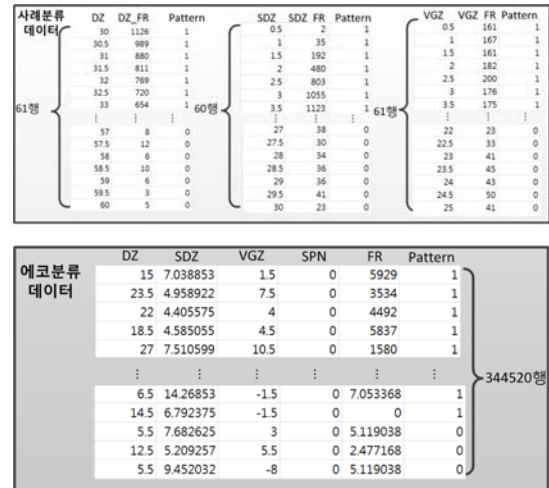 사례분류 데이터
DZ DZ_FR Pattern
30 1126 1
30.5 989 1
31 880 1
31.5 811 1
32 769 1
32.5 720 1
33 654 1
⋮ ⋮ ⋮
57 8 0
57.5 12 0
58 6 0
58.5 10 0
59 6 0
59.5 3 0
60 5 0
61행
SDZ SDZ_FR Pattern
0.5 2 1
1 35 1
1.5 192 1
2 480 1
2.5 803 1
3 1055 1
3.5 1123 1
⋮ ⋮ ⋮
27 38 0
27.5 30 0
28 34 0
28.5 36 0
29 36 0
29.5 41 0
30 23 0
60행
VGZ VGZ_FR Pattern
0.5 161 1
1 167 1
1.5 161 1
2 182 1
2.5 200 1
3 176 1
3.5 175 1
⋮ ⋮ ⋮
22 23 0
22.5 33 0
23 41 0
23.5 45 0
24 43 0
24.5 50 0
25 41 0
61행
에코분류 데이터
DZ SDZ VGZ SPN FR Pattern
15 7.038853 1.5 0 5929 1
23.5 4.958922 7.5 0 3534 1
22 4.405575 4 0 4492 1
18.5 4.585055 4.5 0 5837 1
27 7.510599 10.5 0 1580 1
⋮ ⋮ ⋮ ⋮ ⋮ ⋮
6.5 14.26853 -1.5 0 7.053368 1
14.5 6.792375 -1.5 0 0 1
5.5 7.682625 3 0 5.119038 0
12.5 5.209257 5.5 0 2.477168 0
5.5 9.452032 -8 0 5.119038 0
344520행